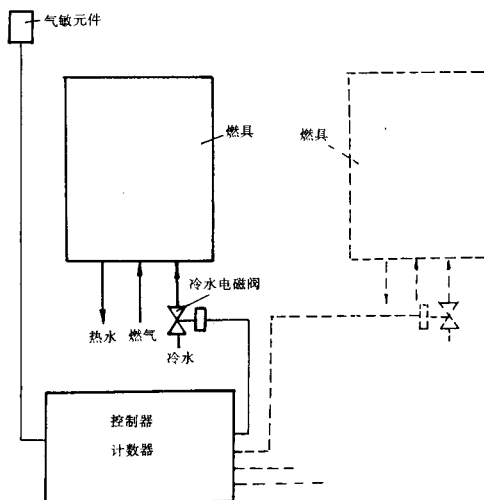 气敏元件
燃具
燃具
冷水电磁阀
热水
燃气
冷水
控制器
计数器